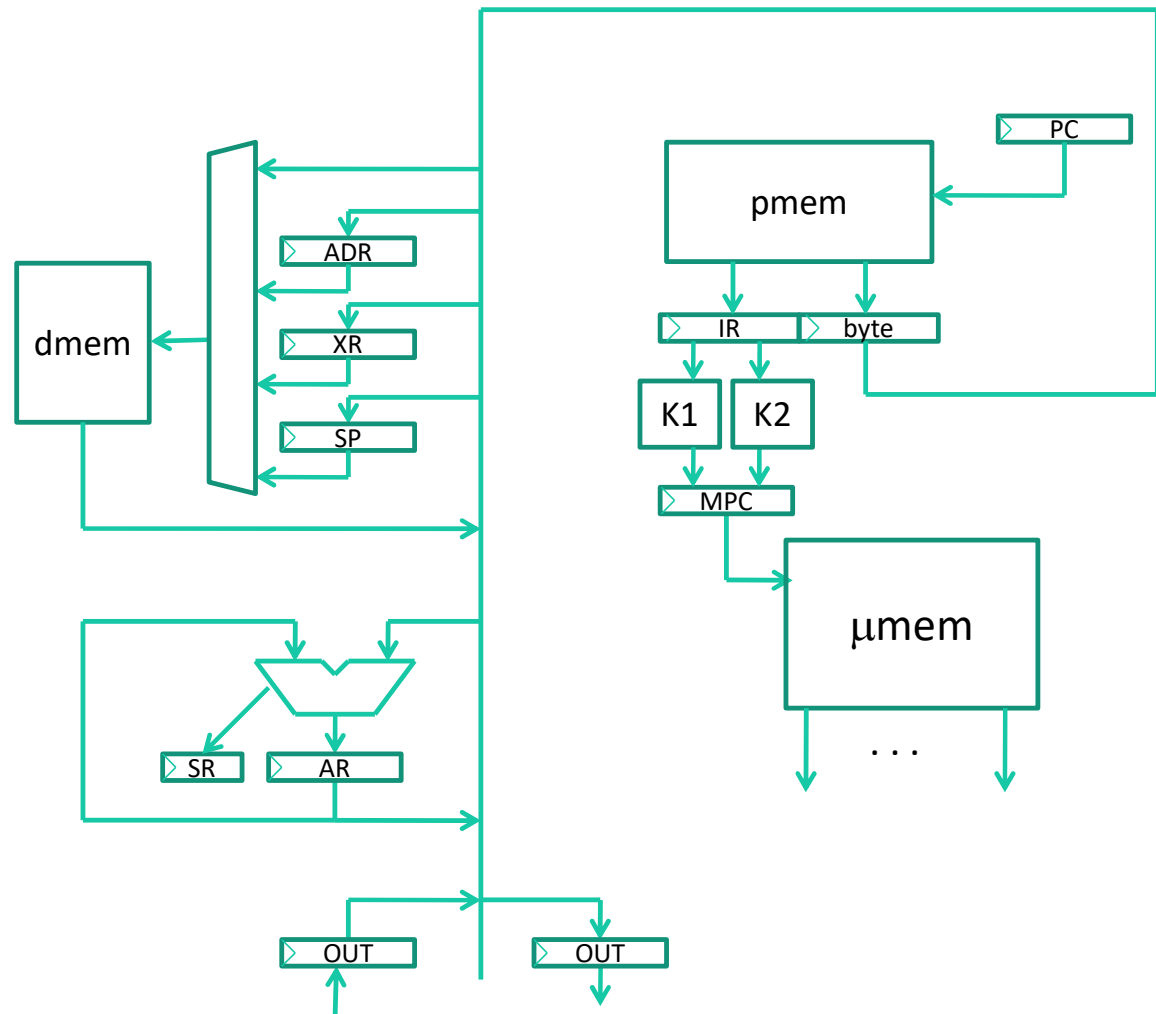 PC
pmem
ADR
dmem
XR
IR
byte
K1
K2
SP
MPC
μmem
. . .
SR
AR
OUT
OUT